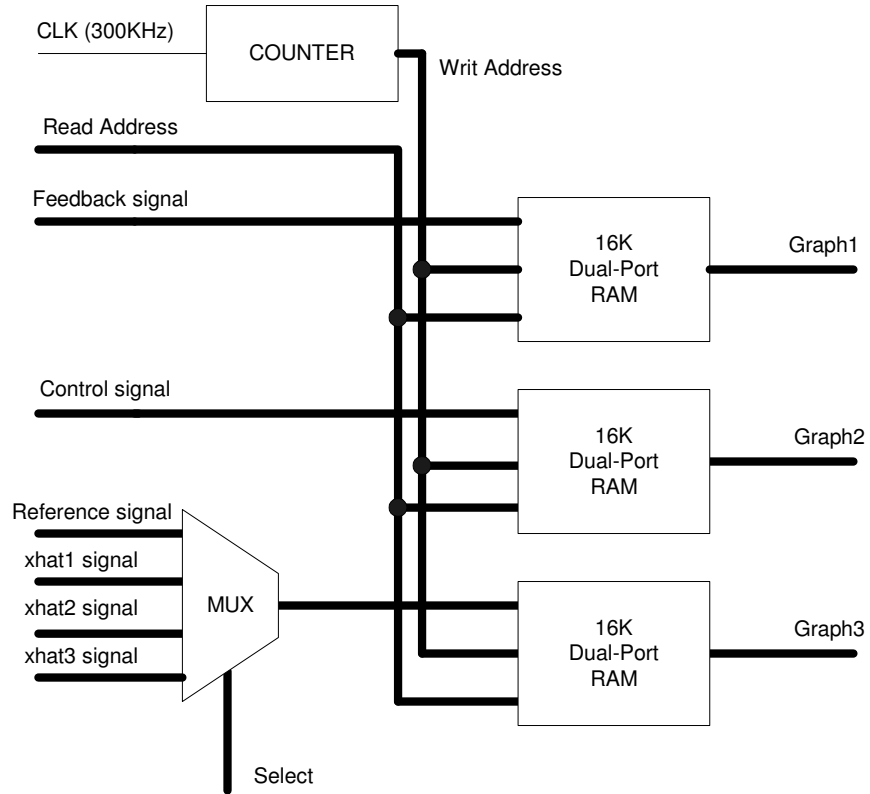 CLK (300KHz)
COUNTER
Writ Address
Read Address
Feedback signal
16K
Dual-Port
RAM
Graph1
Control signal
16K
Dual-Port
RAM
Graph2
Reference signal
xhat1 signal
xhat2 signal
xhat3 signal
MUX
16K
Dual-Port
RAM
Graph3
Select